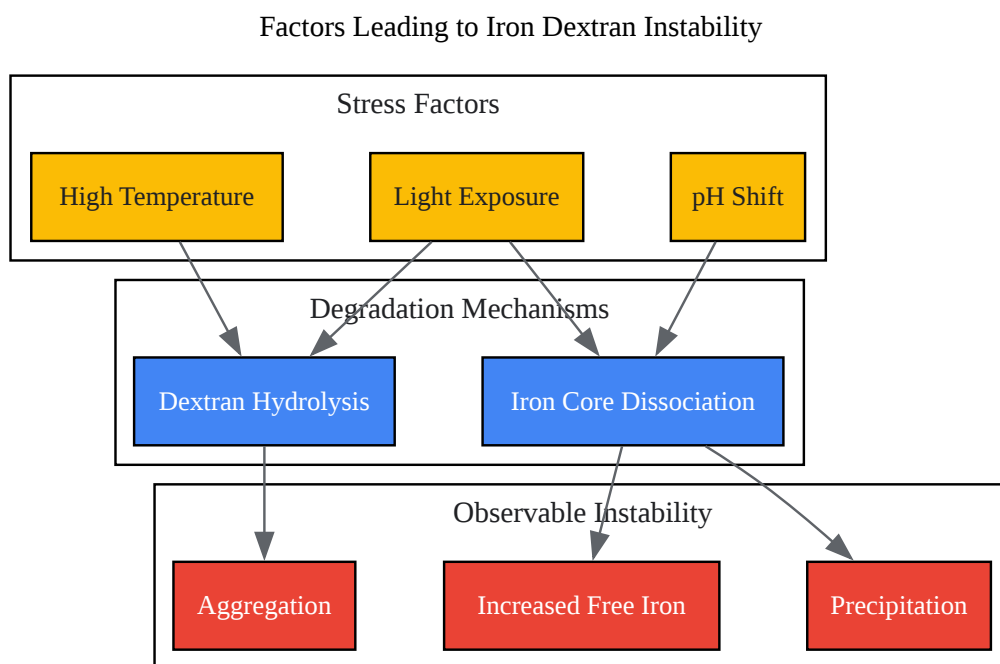 Factors Leading to Iron Dextran Instability
Stress Factors
High Temperature
Light Exposure
pH Shift
Degradation Mechanisms
Dextran Hydrolysis
Iron Core Dissociation
Observable Instability
Aggregation
Increased Free Iron
Precipitation